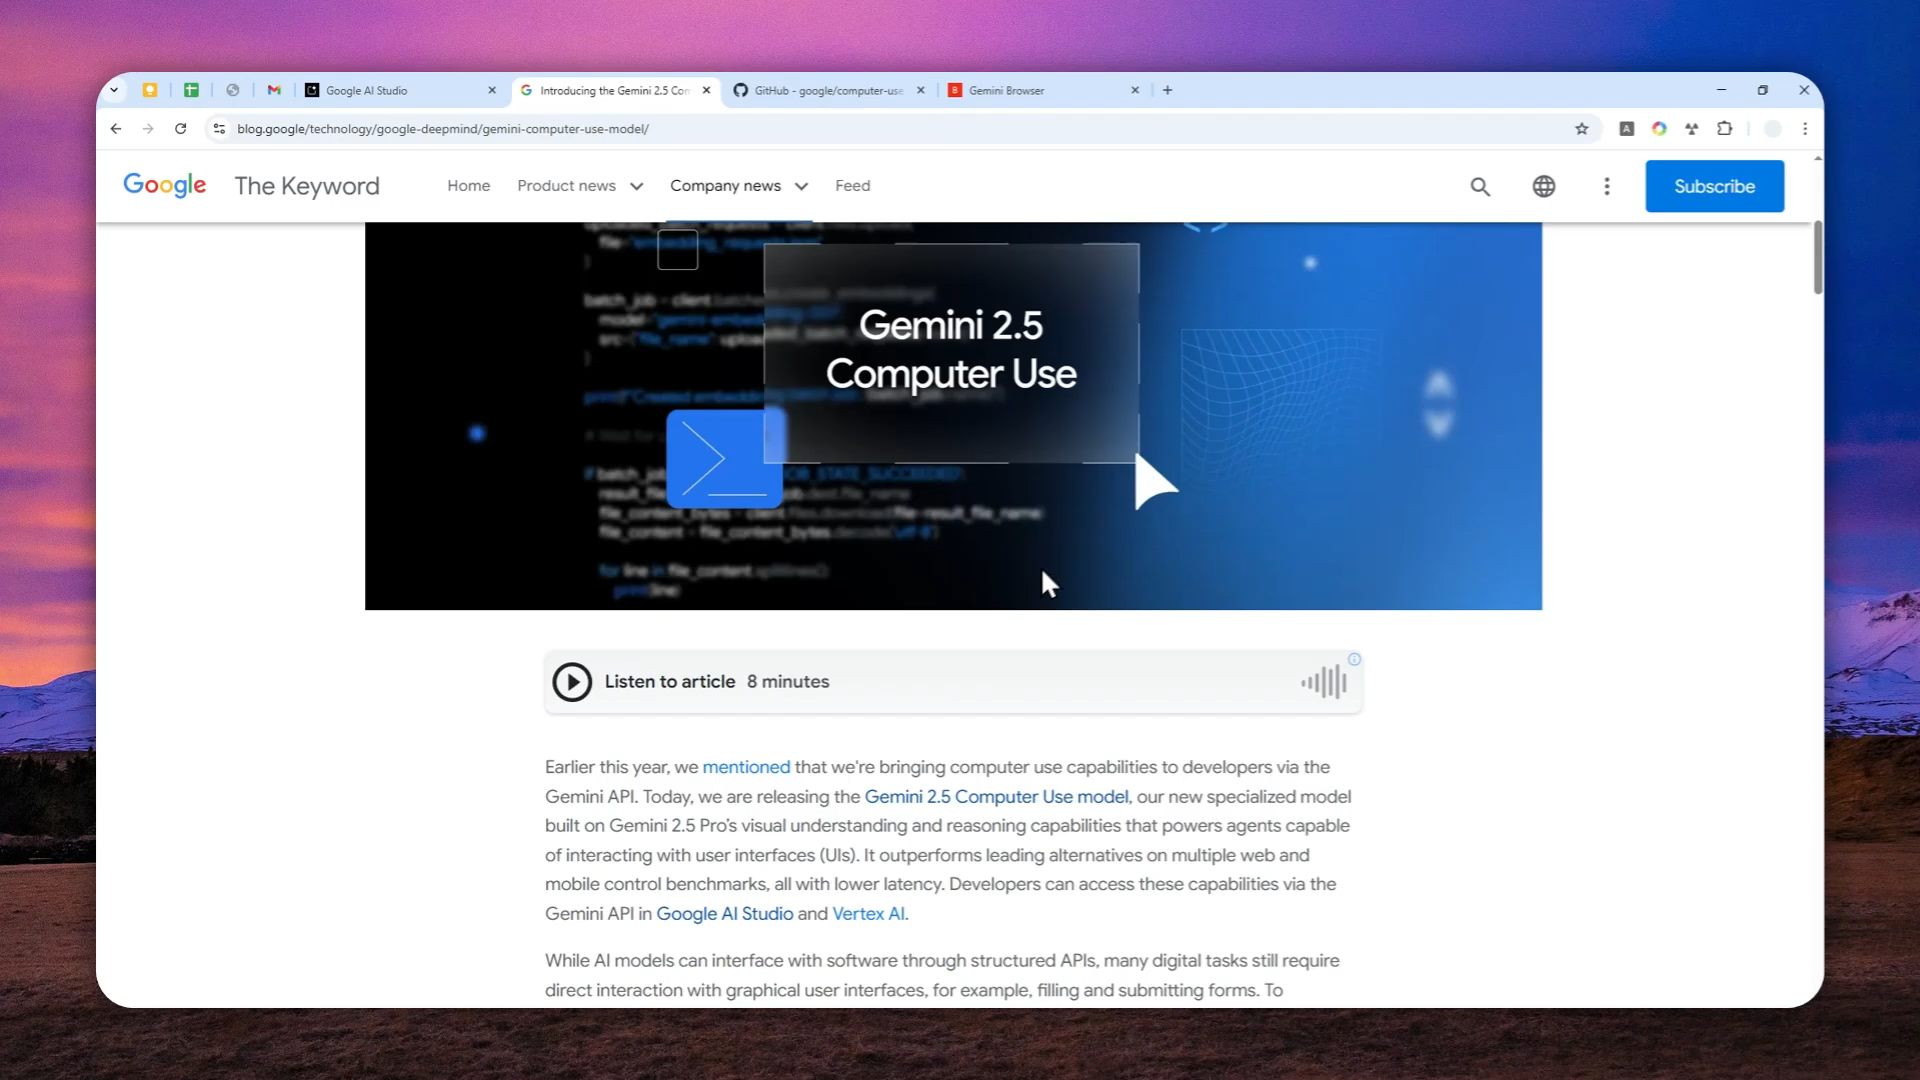 Google AI Studio
Introducing the Gemini 2.5 Con
GitHub - google/computer-use
B
Gemini Browser
blog.google/technology/google-deepmind/gemini-computer-use-model/
A
Google The Keyword
Home
Product news
Company news
Feed
Subscribe
Gemini 2.5
Computer Use
Listen to article 8 minutes
Earlier this year, we mentioned that we're bringing computer use capabilities to developers via the
Gemini API. Today, we are releasing the Gemini 2.5 Computer Use model, our new specialized model
built on Gemini 2.5 Pro's visual understanding and reasoning capabilities that powers agents capable
of interacting with user interfaces (UIs). It outperforms leading alternatives on multiple web and
mobile control benchmarks, all with lower latency. Developers can access these capabilities via the
Gemini API in Google AI Studio and Vertex AI.
While AI models can interface with software through structured APIs, many digital tasks still require
direct interaction with graphical user interfaces, for example, filling and submitting forms. To